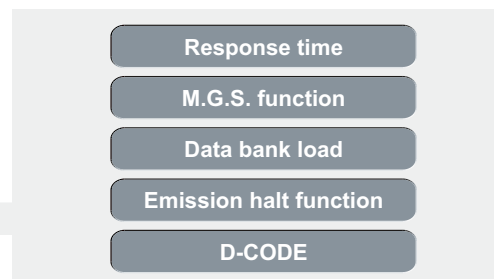 Response time
M.G.S. function
Data bank load
Emission halt function
D-CODE